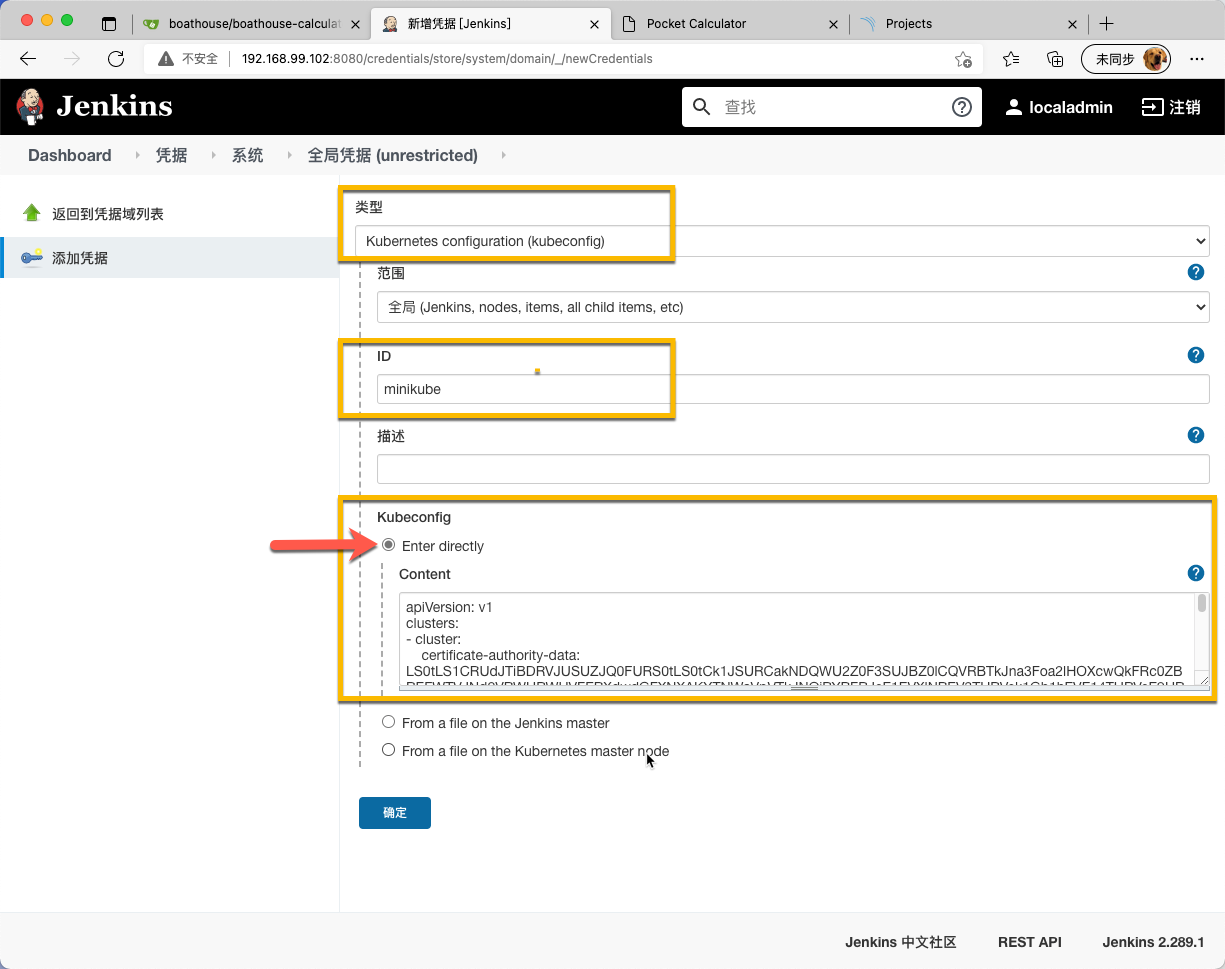 boathouse/boathouse-calculat
新增凭据 [Jenkins]
Pocket Calculator
Projects
不安全
192.168.99.102:8080/credentials/store/system/domain/_/newCredentials
未同步
Jenkins
查找
localadmin
注销
Dashboard
凭据
系统
全局凭据 (unrestricted)
返回到凭据域列表
添加凭据
类型
Kubernetes configuration (kubeconfig)
范围
全局 (Jenkins, nodes, items, all child items, etc)
ID
minikube
描述
Kubeconfig
Enter directly
Content
apiVersion: v1
clusters:
- cluster:
certificate-authority-data:
From a file on the Jenkins master
From a file on the Kubernetes master node
确定
Jenkins 中文社区
REST API
Jenkins 2.289.1